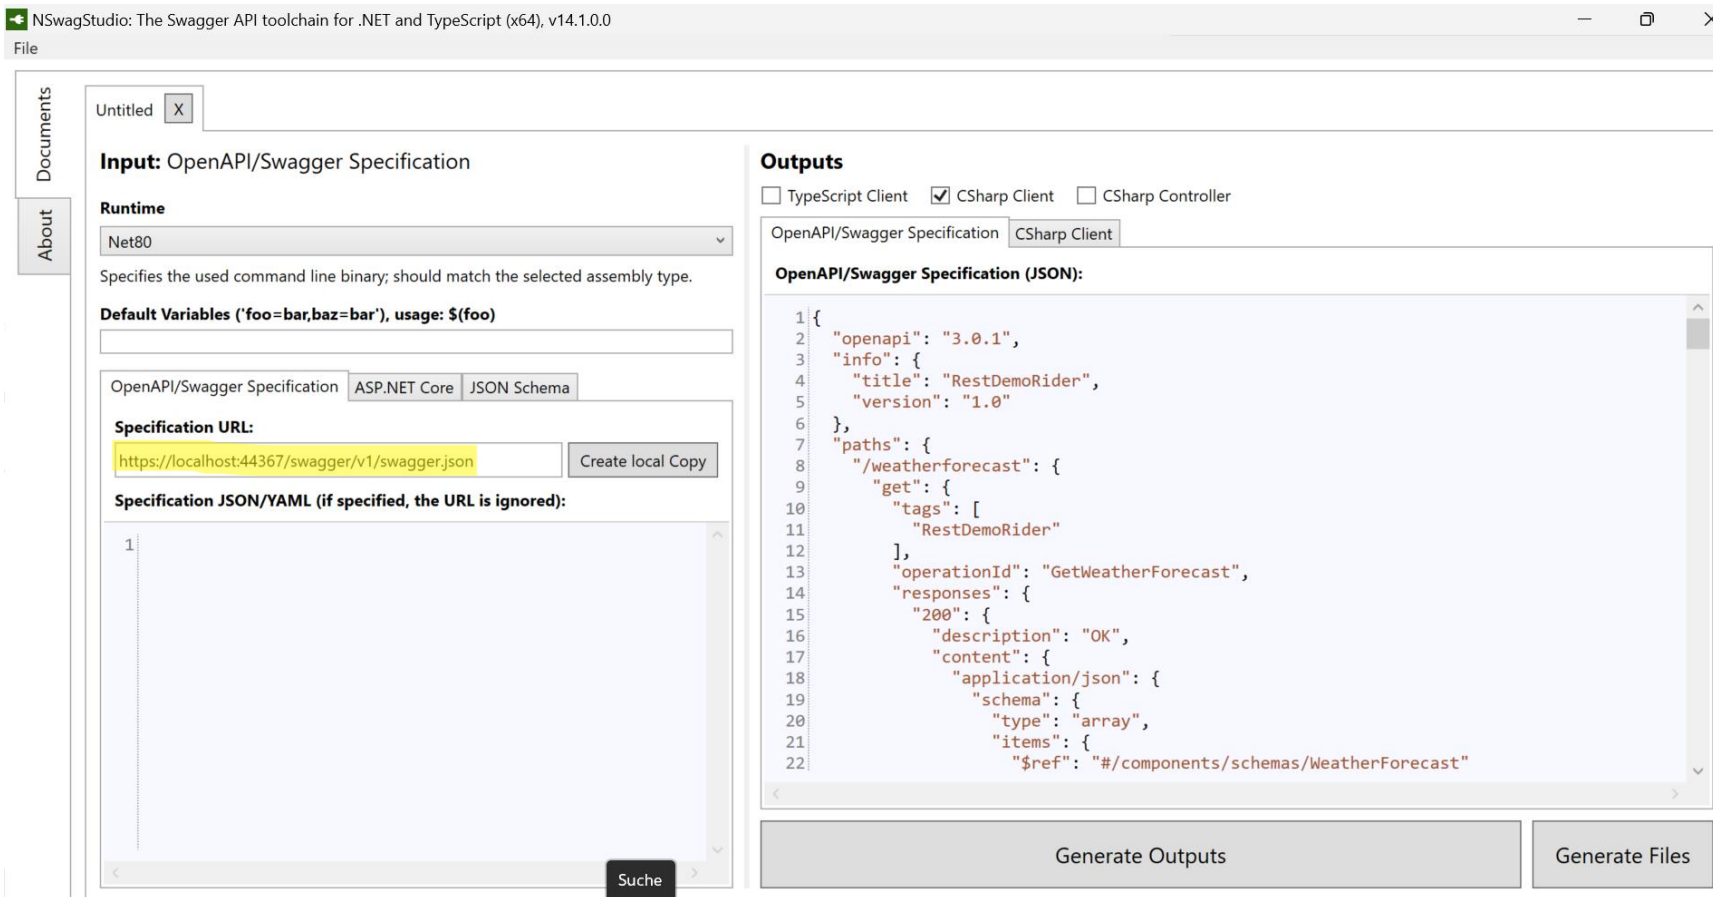 NSwagStudio: The Swagger API toolchain for .NET and TypeScript (x64), v14.1.0.0
File
Documents
About
Untitled X
Input: OpenAPI/Swagger Specification
Runtime
Net80
Specifies the used command line binary; should match the selected assembly type.
Default Variables ('foo=bar,baz=bar'), usage: $(foo)
OpenAPI/Swagger Specification ASP.NET Core JSON Schema
Specification URL:
https://localhost:44367/swagger/v1/swagger.json Create local Copy
Specification JSON/YAML (if specified, the URL is ignored):
1
Suche
Outputs
TypeScript Client CSharp Client CSharp Controller
OpenAPI/Swagger Specification CSharp Client
OpenAPI/Swagger Specification (JSON):
1 {
2 "openapi": "3.0.1",
3 "info": {
4 "title": "RestDemoRider",
5 "version": "1.0"
6 },
7 "paths": {
8 "/weatherforecast": {
9 "get": {
10 "tags": [
11 "RestDemoRider"
12 ],
13 "operationId": "GetWeatherForecast",
14 "responses": {
15 "200": {
16 "description": "OK",
17 "content": {
18 "application/json": {
19 "schema": {
20 "type": "array",
21 "items": {
22 "$ref": "#/components/schemas/WeatherForecast"
Generate Outputs Generate Files